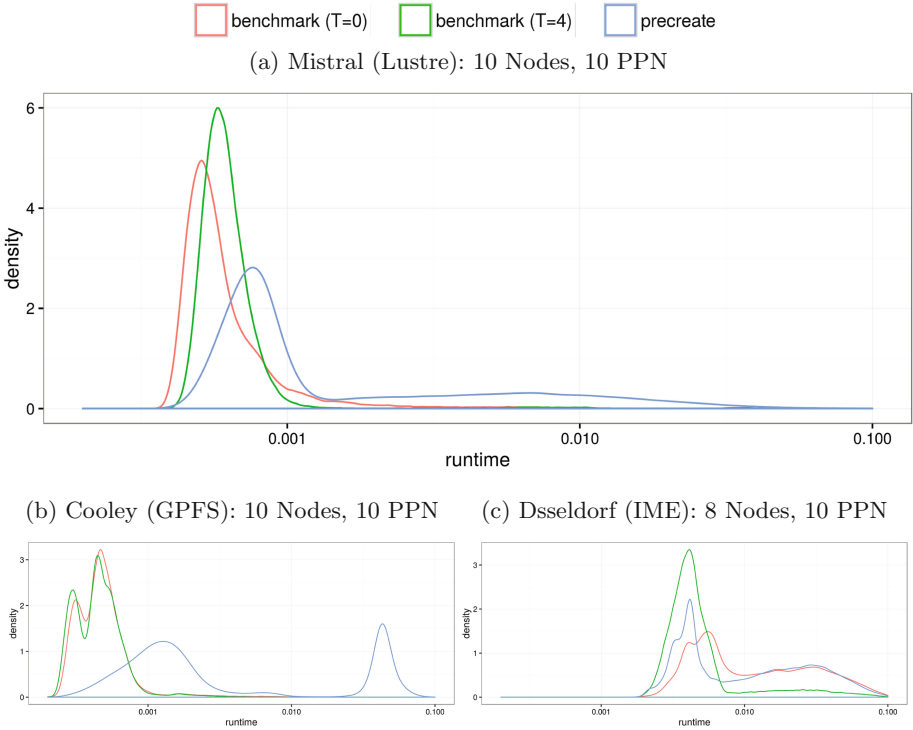 benchmark (T=0) benchmark (T=4) precreate
(a) Mistral (Lustre): 10 Nodes, 10 PPN
6
4
2
0
density
0.001 0.010 0.100
runtime
(b) Cooley (GPFS): 10 Nodes, 10 PPN
3
2
1
0
density
0.001 0.010 0.100
runtime
(c) Dsseldorf (IME): 8 Nodes, 10 PPN
3
2
1
0
density
0.001 0.010 0.100
runtime